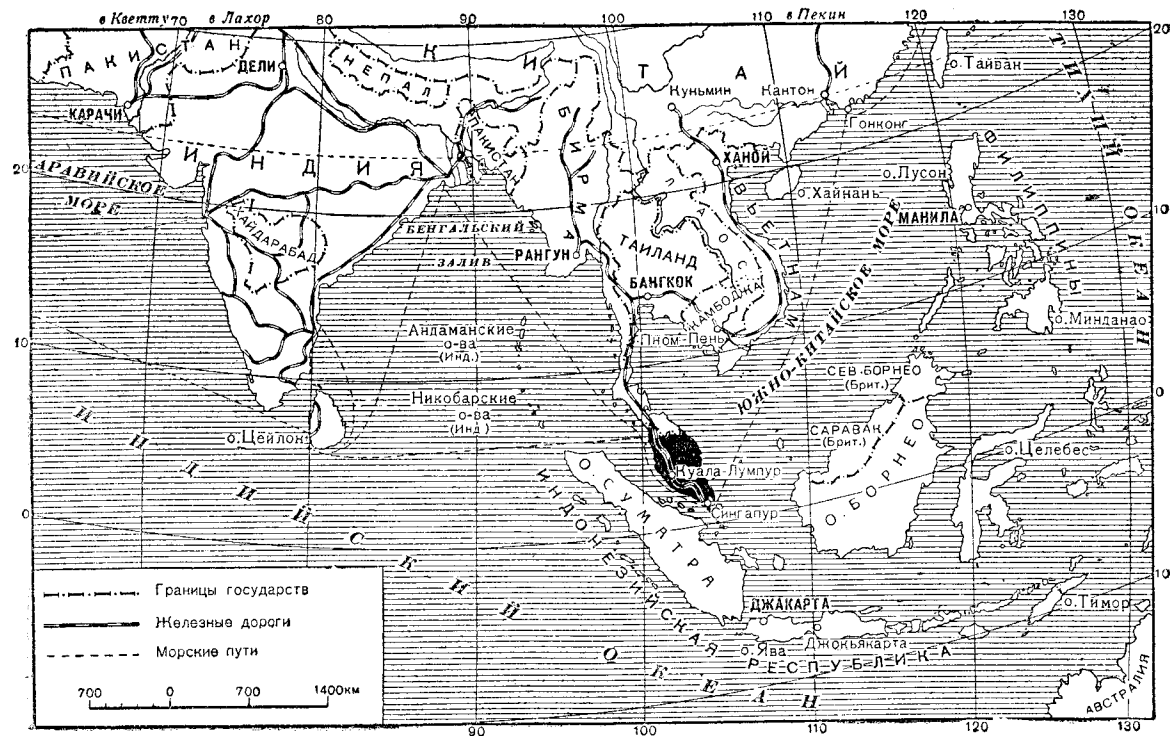 в Кветту 70 в Лахор 80 90 100 110 в Пекин 120 130
20
ПАКИСТАН
ДЕЛИ
НЕПАЛ
КИТАЙ
ТИХИЙ ОКЕАН
о.Тайван
КАРАЧИ
Куньмин
Кантон
Гонконг
ПАКИСТАН
БИРМА
ИНДИЯ
20
АРАВИЙСКОЕ
МОРЕ
ХАНОЙ
о.Хайнань
о.Лусон
ФИЛИППИНЫ
10
ХАЙДАРАБАД
БЕНГАЛЬСКИЙ
ЗАЛИВ
РАНГУН
ТАИЛАНД
ЛАОС
ВЬЕТНАМ
МАНИЛА
БАНГКОК
КАМБОДЖА
Пном-Пень
ЮЖНО-КИТАЙСКОЕ МОРЕ
о.Минданао
10
Андаманские
о-ва
(Инд.)
СЕВ-БОРНЕО
(Брит.)
0
Никобарские
о-ва
(Инд.)
САРАВАК
(Брит.)
о.Цейлон
о.Целебес
Куала-Лумпур
О.БОРНЕО
Сингапур
0
ИНДИЙСКИЙ ОКЕАН
О.СУМАТРА
ИНДОНЕЗИЙСКАЯ РЕСПУБЛИКА
10
ДЖАКАРТА
о.Тимор
о.Ява
Джокьякарта
АВСТРАЛИЯ
Границы государств
Железные дороги
Морские пути
700 0 700 1400км
90 100 110 120 130